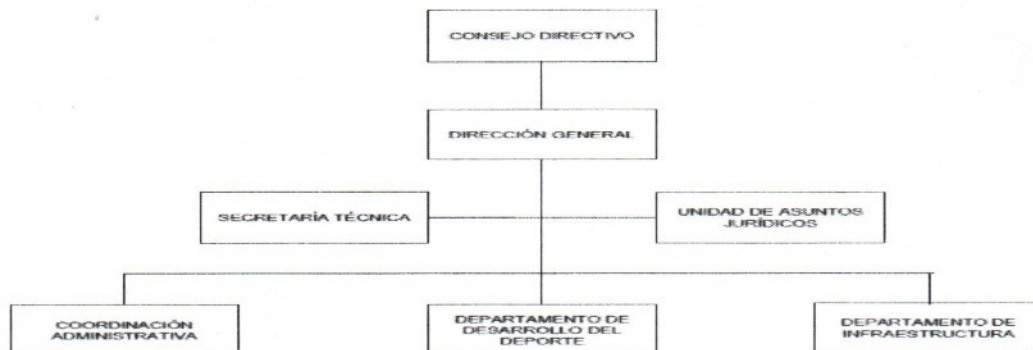 CONSEJO DIRECTIVO
DIRECCIÓN GENERAL
SECRETARÍA TÉCNICA
UNIDAD DE ASUNTOS
JURÍDICOS
COORDINACIÓN
ADMINISTRATIVA
DEPARTAMENTO DE
DESARROLLO DEL
DEPORTE
DEPARTAMENTO DE
INFRAESTRUCTURA